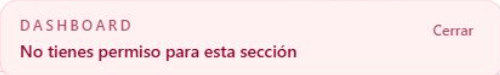 DASHBOARD
Cerrar
No tienes permiso para esta sección